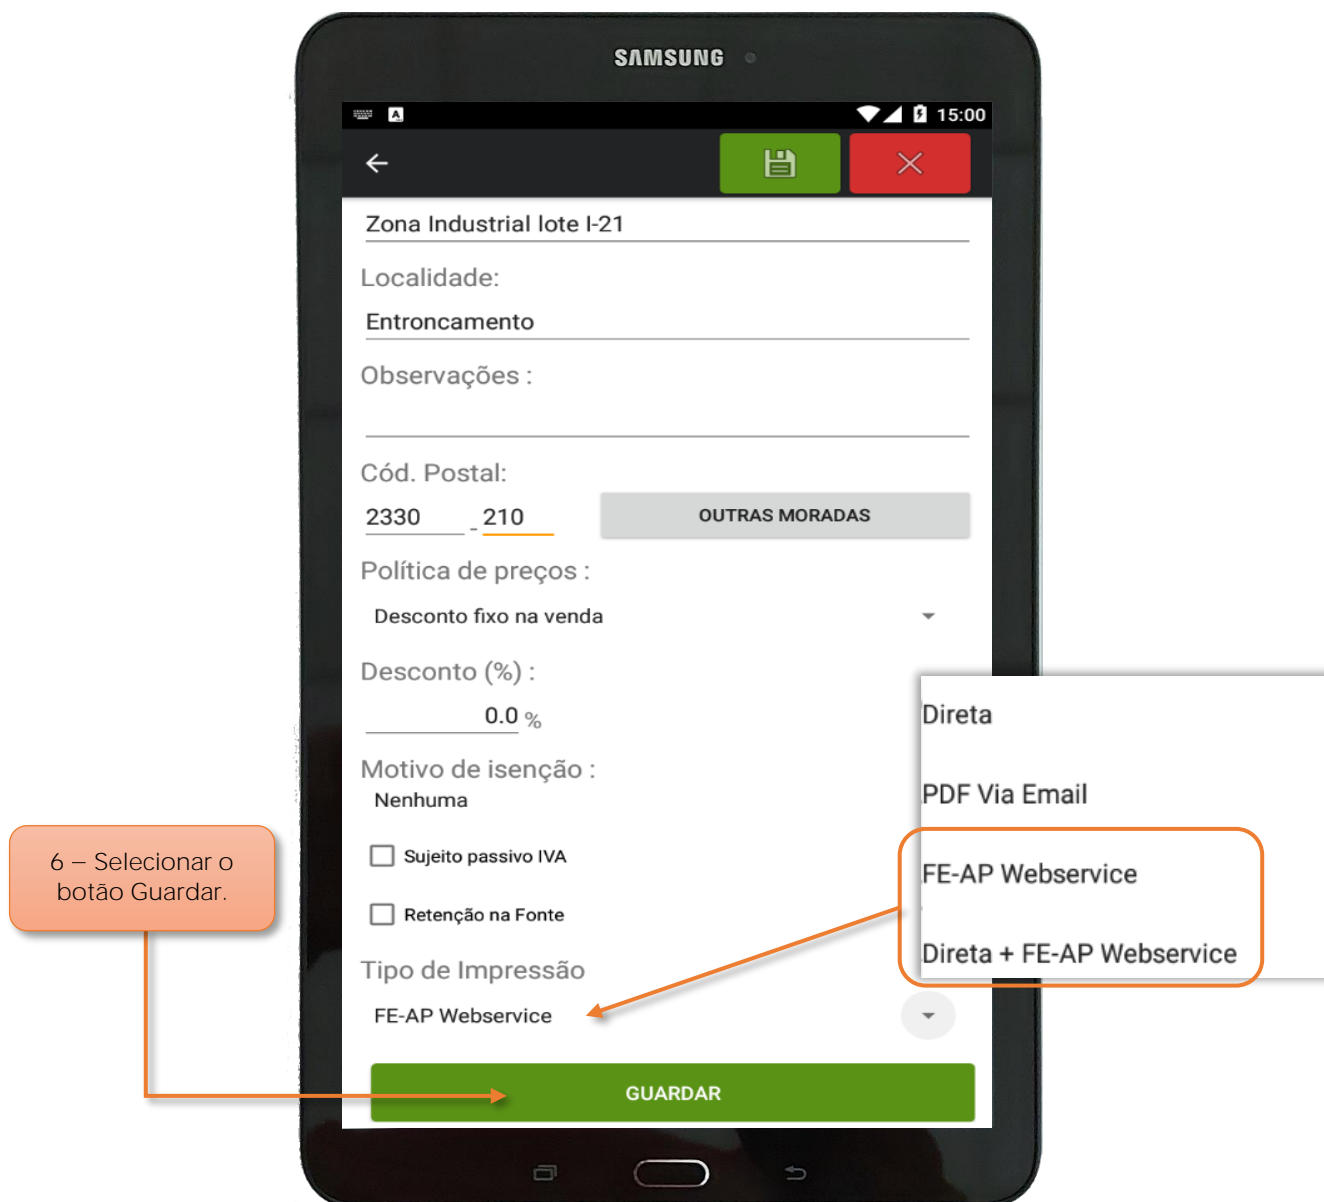 SAMSUNG
A
15:00
Zona Industrial lote I-21
Localidade:
Entroncamento
Observações :
Cód. Postal:
2330 - 210
OUTRAS MORADAS
Política de preços :
Desconto fixo na venda
Desconto (%) :
0.0 %
Motivo de isenção :
Nenhuma
Sujeito passivo IVA
Retenção na Fonte
Tipo de Impressão
FE-AP Webservice
GUARDAR
Direta
PDF Via Email
FE-AP Webservice
Direta + FE-AP Webservice
6 – Selecionar o
botão Guardar.